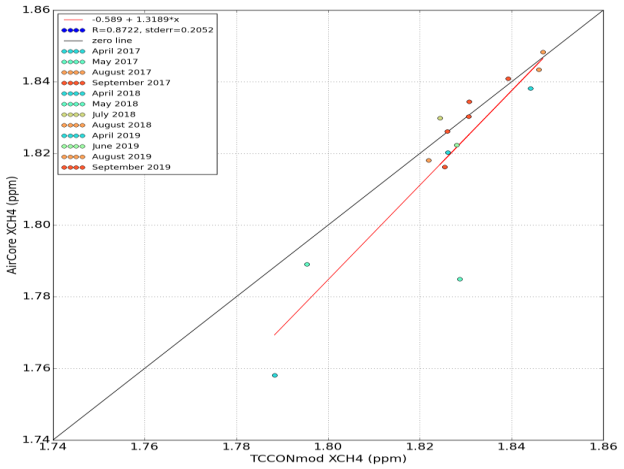 -0.589 + 1.3189*x
R=0.8722, stderr=0.2052
zero line
April 2017
May 2017
August 2017
September 2017
April 2018
May 2018
July 2018
August 2018
April 2019
June 2019
August 2019
September 2019
1.86
1.84
1.82
1.80
1.78
1.76
1.74
AirCore XCH4 (ppm)
1.74 1.76 1.78 1.80 1.82 1.84 1.86
TCCONmod XCH4 (ppm)